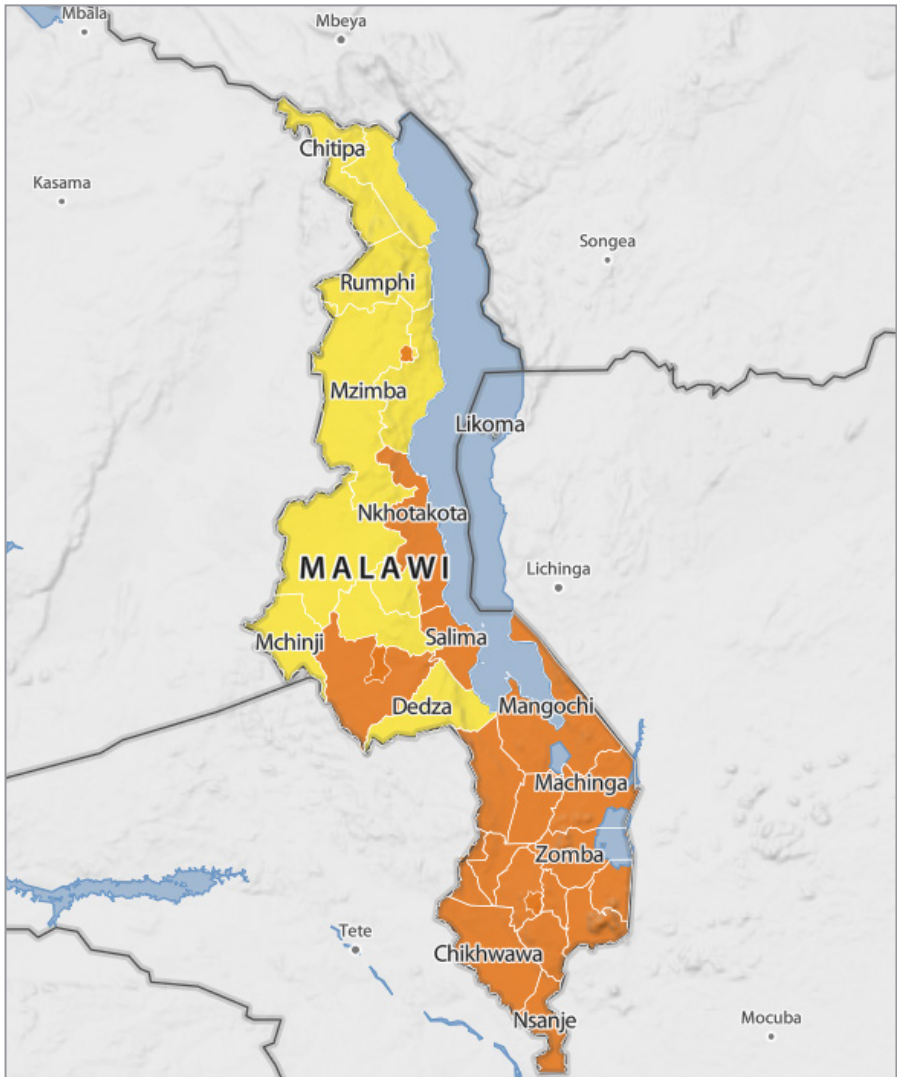 Mbāla
Mbeya
Chitipa
Kasama
Songea
Rumphi
Mzimba
Likoma
Nkhotakota
MALAWI
Lichinga
Mchinji
Salima
Dedza
Mangochi
Machinga
Zomba
Tete
Chikhwawa
Nsanje
Mocuba